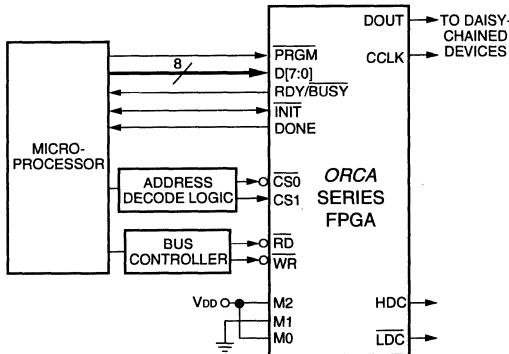 DOUT
TO DAISY-
CHAINED
DEVICES
CCLK
PRGM
8
D[7:0]
RDY/BUSY
INIT
DONE
MICRO-
PROCESSOR
ADDRESS
DECODE LOGIC
CS0
CS1
ORCA
SERIES
FPGA
BUS
CONTROLLER
RD
WR
VDD
M2
M1
M0
HDC
LDC